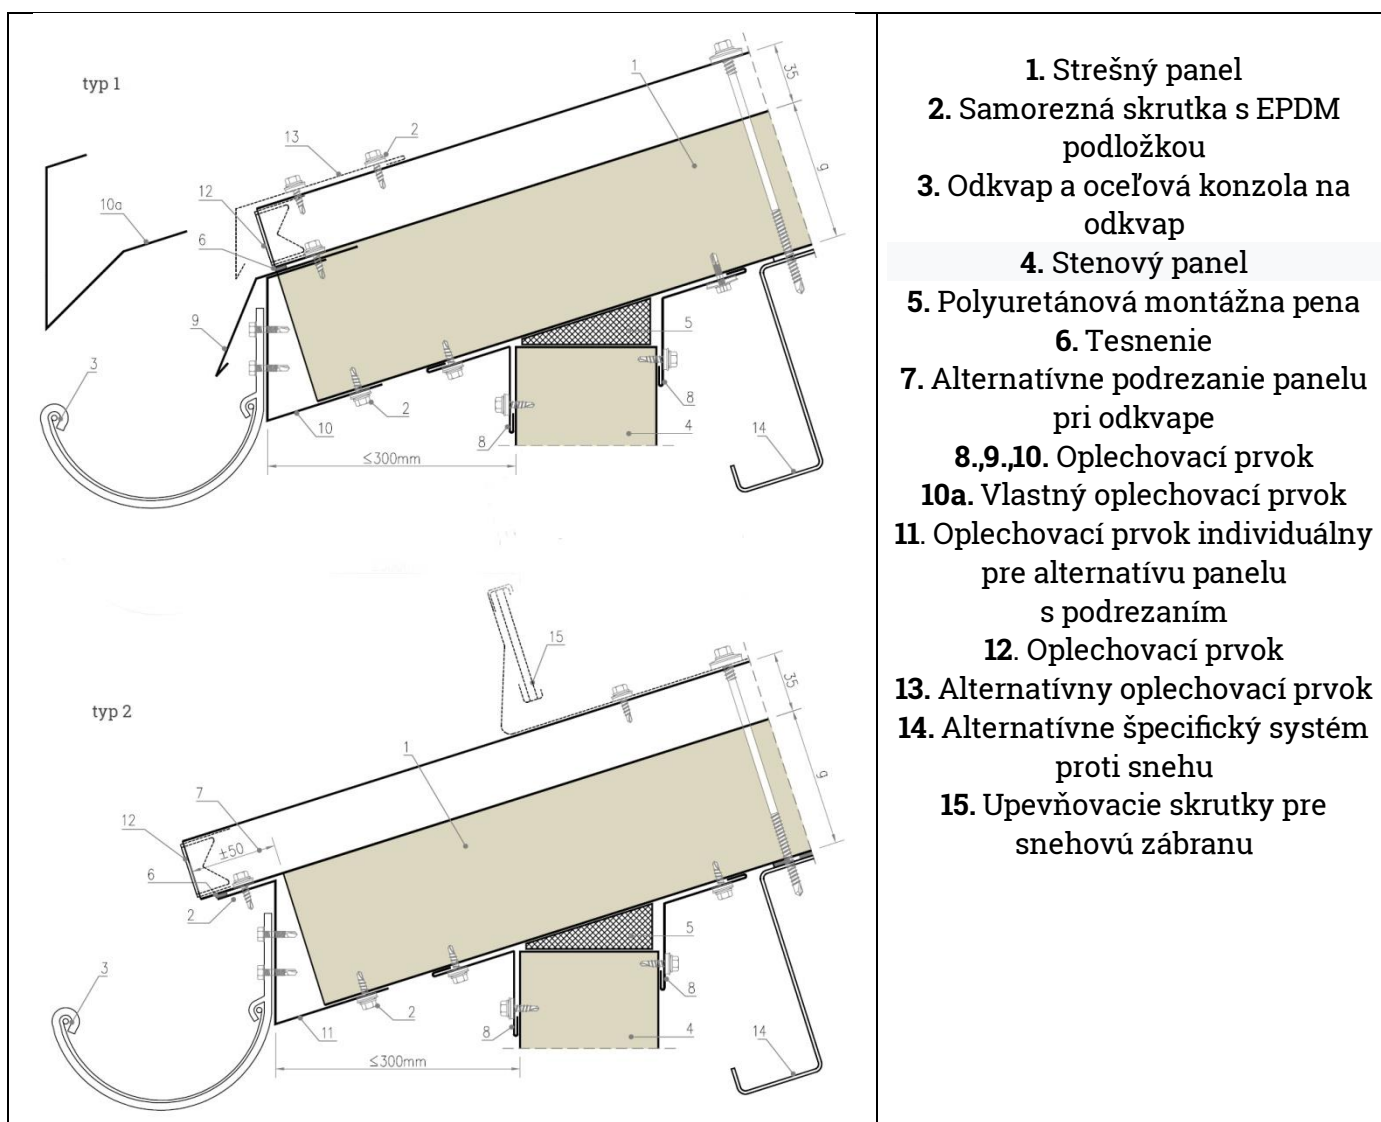 typ 1
1
35
g
13
2
12
10a
1
6
9
5
3
8
2
10
8
4
14
≤300mm
15
35
g
typ 2
1
7
12
±50
6
2
5
3
8
2
11
8
4
14
≤300mm
1. Strešný panel
2. Samorezná skrutka s EPDM
podložkou
3. Odkvap a oceľová konzola na
odkvap
4. Stenový panel
5. Polyuretánová montážna pena
6. Tesnenie
7. Alternatívne podrezanie panelu
pri odkvape
8.,9.,10. Oplechovací prvok
10a. Vlastný oplechovací prvok
11. Oplechovací prvok individuálny
pre alternatívu panelu
s podrezaním
12. Oplechovací prvok
13. Alternatívny oplechovací prvok
14. Alternatívne špecifický systém
proti snehu
15. Upevňovacie skrutky pre
snehovú zábranu